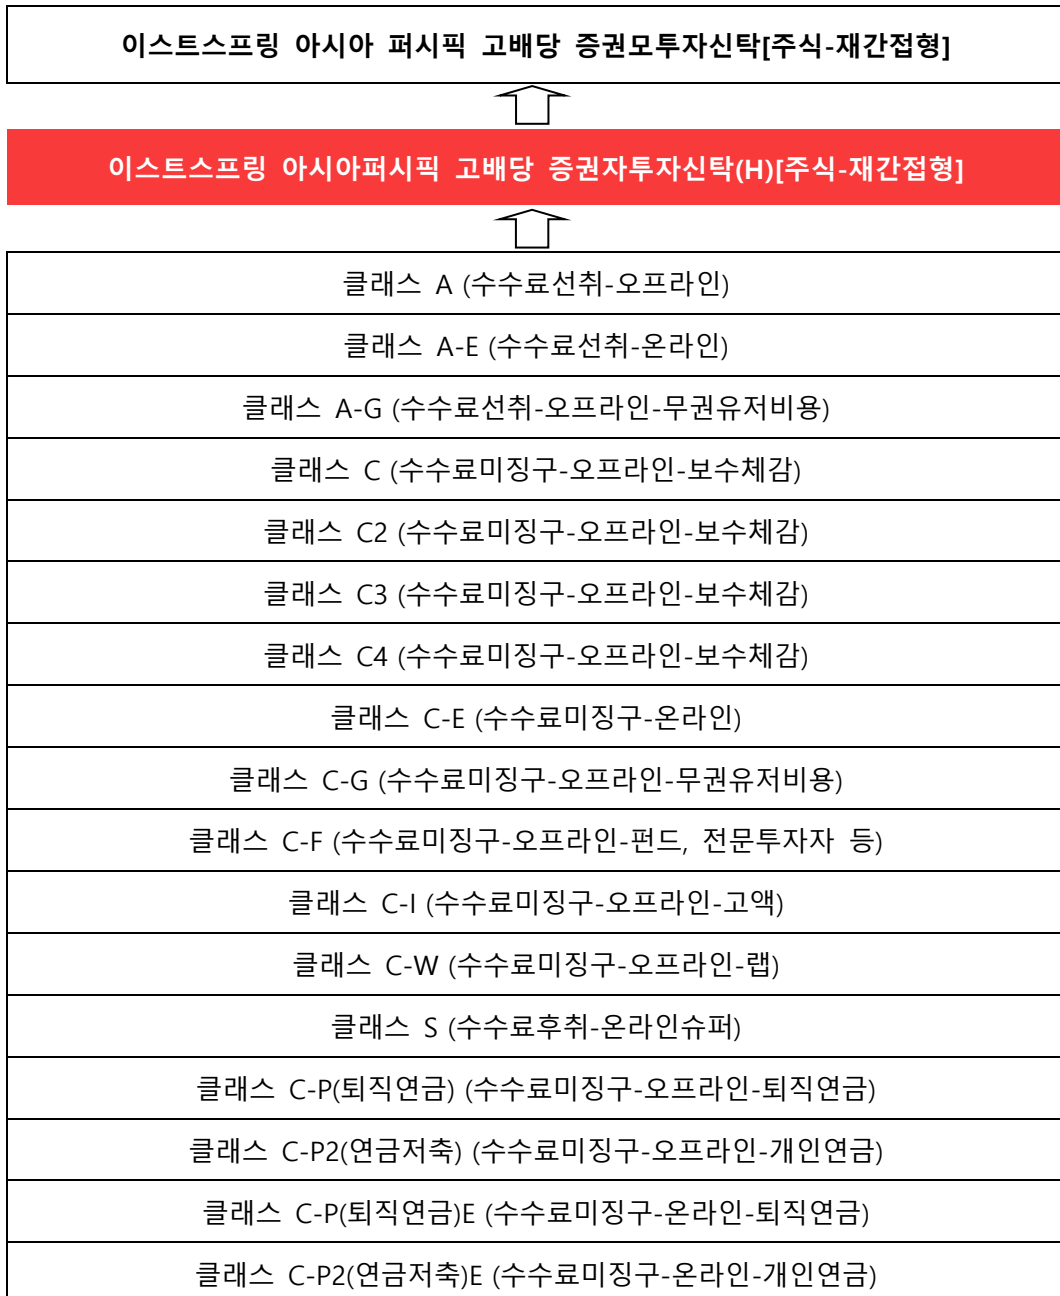 이스트스프링 아시아 퍼시픽 고배당 증권모투자신탁[주식-재간접형]
이스트스프링 아시아퍼시픽 고배당 증권자투자신탁(H)[주식-재간접형]
클래스 A (수수료선취-오프라인)
클래스 A-E (수수료선취-온라인)
클래스 A-G (수수료선취-오프라인-무권유저비용)
클래스 C (수수료미징구-오프라인-보수체감)
클래스 C2 (수수료미징구-오프라인-보수체감)
클래스 C3 (수수료미징구-오프라인-보수체감)
클래스 C4 (수수료미징구-오프라인-보수체감)
클래스 C-E (수수료미징구-온라인)
클래스 C-G (수수료미징구-오프라인-무권유저비용)
클래스 C-F (수수료미징구-오프라인-펀드, 전문투자자 등)
클래스 C-I (수수료미징구-오프라인-고액)
클래스 C-W (수수료미징구-오프라인-랩)
클래스 S (수수료후취-온라인슈퍼)
클래스 C-P(퇴직연금) (수수료미징구-오프라인-퇴직연금)
클래스 C-P2(연금저축) (수수료미징구-오프라인-개인연금)
클래스 C-P(퇴직연금)E (수수료미징구-온라인-퇴직연금)
클래스 C-P2(연금저축)E (수수료미징구-온라인-개인연금)